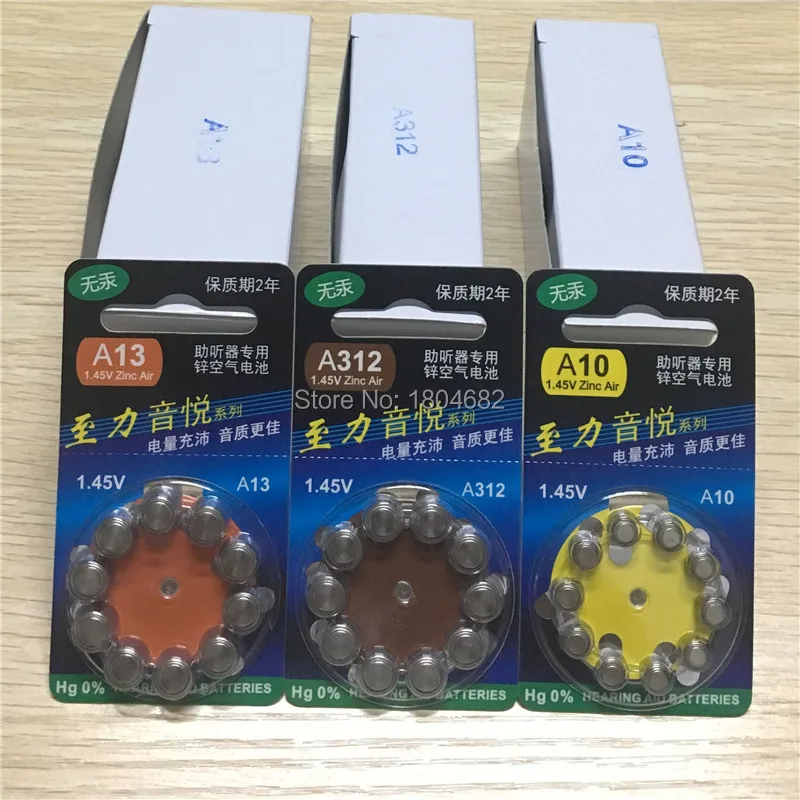 A13
A312
A10
无汞
保质期2年
A13
1.45V Zinc Air
助听器专用
锌空气电池
至力音悦系列
电量充沛 音质更佳
1.45V
A13
Hg 0% HEARING AID BATTERIES
无汞
保质期2年
A312
1.45V Zinc Air
助听器专用
锌空气电池
至力音悦系列
电量充沛 音质更佳
1.45V
A312
Hg 0% HEARING AID BATTERIES
无汞
保质期2年
A10
1.45V Zinc Air
助听器专用
锌空气电池
至力音悦系列
电量充沛 音质更佳
1.45V
A10
Hg 0% HEARING AID BATTERIES
Store No: 1804682